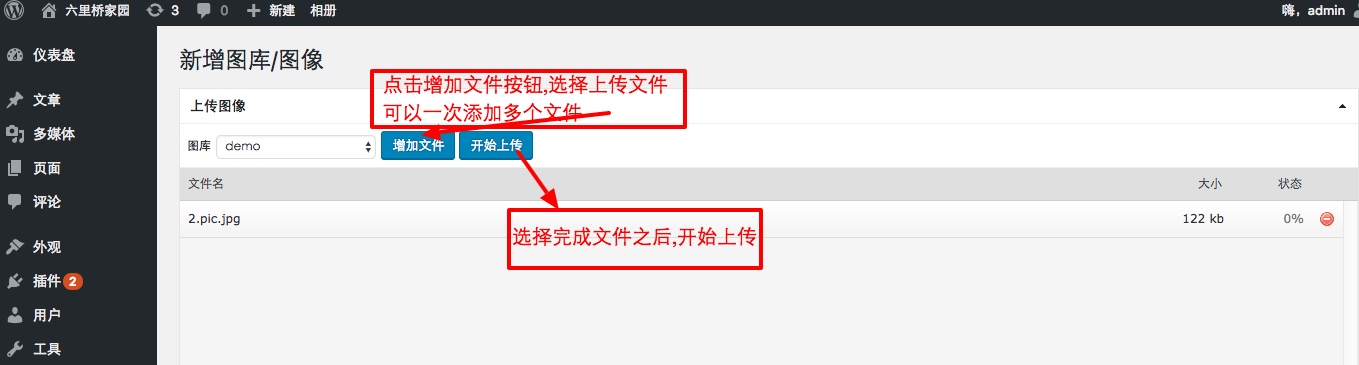 六里桥家园 3 0 新建 相册 嗨，admin
仪表盘
文章
多媒体
页面
评论
外观
插件 2
用户
工具
新增图库/图像
点击增加文件按钮,选择上传文件
可以一次添加多个文件
上传图像
图库 demo 增加文件 开始上传
文件名 大小 状态
2.pic.jpg 122 kb 0%
选择完成文件之后,开始上传